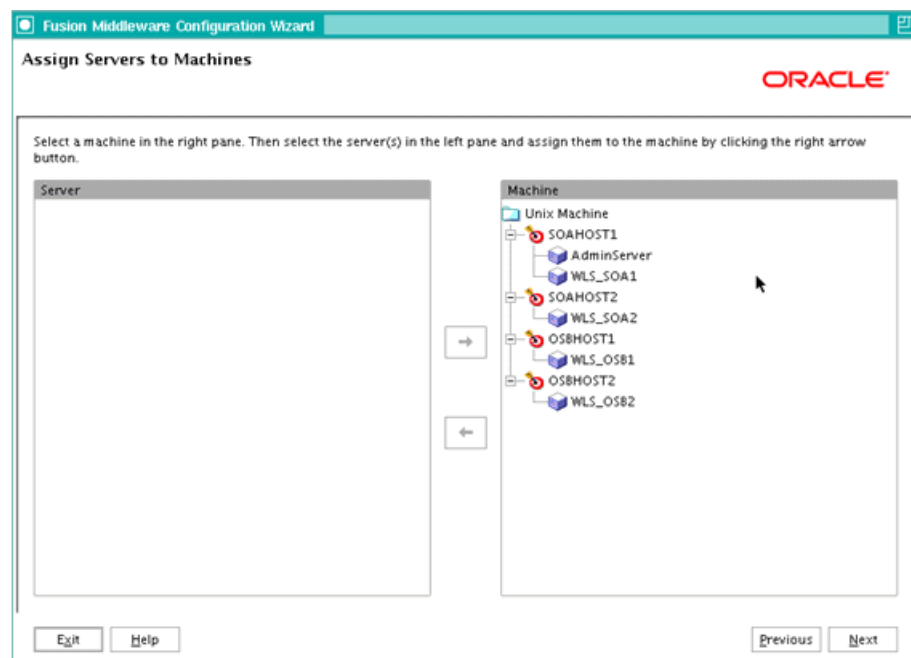 Fusion Middleware Configuration Wizard
Assign Servers to Machines
ORACLE
Select a machine in the right pane. Then select the server(s) in the left pane and assign them to the machine by clicking the right arrow
button.
Server
Machine
Unix Machine
SOAHOST1
AdminServer
WLS_SOA1
SOAHOST2
WLS_SOA2
OSBHOST1
WLS_OSB1
OSBHOST2
WLS_OSB2
Exit
Help
Previous
Next